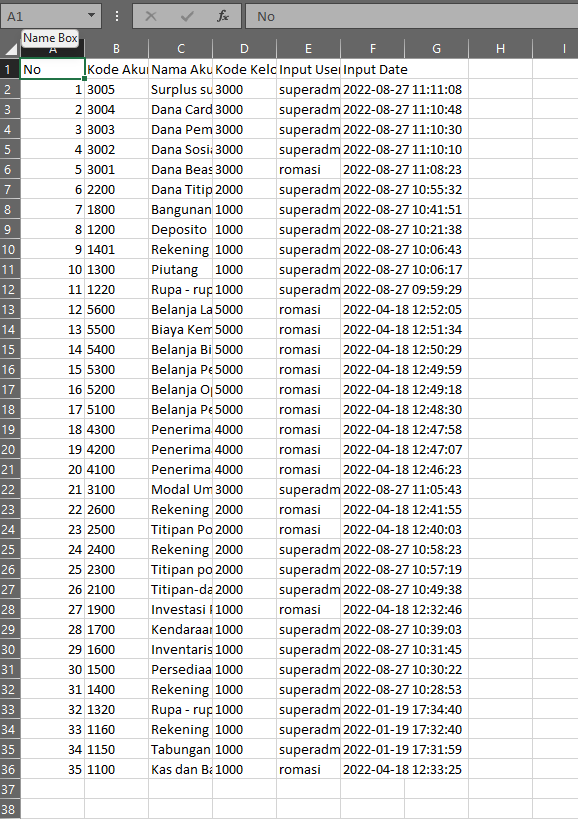 A1 fx No
Name Box
A B C D E F G H I
1 No Kode Aku Nama Aku Kode Kelo Input User Input Date
2 1 3005 Surplus su 3000 superadm 2022-08-27 11:11:08
3 2 3004 Dana Card 3000 superadm 2022-08-27 11:10:48
4 3 3003 Dana Pem 3000 superadm 2022-08-27 11:10:30
5 4 3002 Dana Sosia 3000 superadm 2022-08-27 11:10:10
6 5 3001 Dana Beas 3000 romasi 2022-08-27 11:08:23
7 6 2200 Dana Titip 2000 superadm 2022-08-27 10:55:32
8 7 1800 Bangunan 1000 superadm 2022-08-27 10:41:51
9 8 1200 Deposito 1000 superadm 2022-08-27 10:21:38
10 9 1401 Rekening 1000 superadm 2022-08-27 10:06:43
11 10 1300 Piutang 1000 superadm 2022-08-27 10:06:17
12 11 1220 Rupa - rup 1000 superadm 2022-08-27 09:59:29
13 12 5600 Belanja La 5000 romasi 2022-04-18 12:52:05
14 13 5500 Biaya Kem 5000 romasi 2022-04-18 12:51:34
15 14 5400 Belanja Bi 5000 romasi 2022-04-18 12:50:29
16 15 5300 Belanja Pe 5000 romasi 2022-04-18 12:49:59
17 16 5200 Belanja Op 5000 romasi 2022-04-18 12:49:18
18 17 5100 Belanja Pe 5000 romasi 2022-04-18 12:48:30
19 18 4300 Penerima 4000 romasi 2022-04-18 12:47:58
20 19 4200 Penerima 4000 romasi 2022-04-18 12:47:07
21 20 4100 Penerima 4000 romasi 2022-04-18 12:46:23
22 21 3100 Modal Um 3000 superadm 2022-08-27 11:05:43
23 22 2600 Rekening 2000 romasi 2022-04-18 12:41:55
24 23 2500 Titipan Po 2000 romasi 2022-04-18 12:40:03
25 24 2400 Rekening 2000 superadm 2022-08-27 10:58:23
26 25 2300 Titipan po 2000 superadm 2022-08-27 10:57:19
27 26 2100 Titipan-da 2000 superadm 2022-08-27 10:49:38
28 27 1900 Investasi 1000 romasi 2022-04-18 12:32:46
29 28 1700 Kendaraan 1000 superadm 2022-08-27 10:39:03
30 29 1600 Inventaris 1000 superadm 2022-08-27 10:31:45
31 30 1500 Persediaa 1000 superadm 2022-08-27 10:30:22
32 31 1400 Rekening 1000 superadm 2022-08-27 10:28:53
33 32 1320 Rupa - rup 1000 superadm 2022-01-19 17:34:40
34 33 1160 Rekening 1000 superadm 2022-01-19 17:32:40
35 34 1150 Tabungan 1000 superadm 2022-01-19 17:31:59
36 35 1100 Kas dan Ba 1000 romasi 2022-04-18 12:33:25
37
38